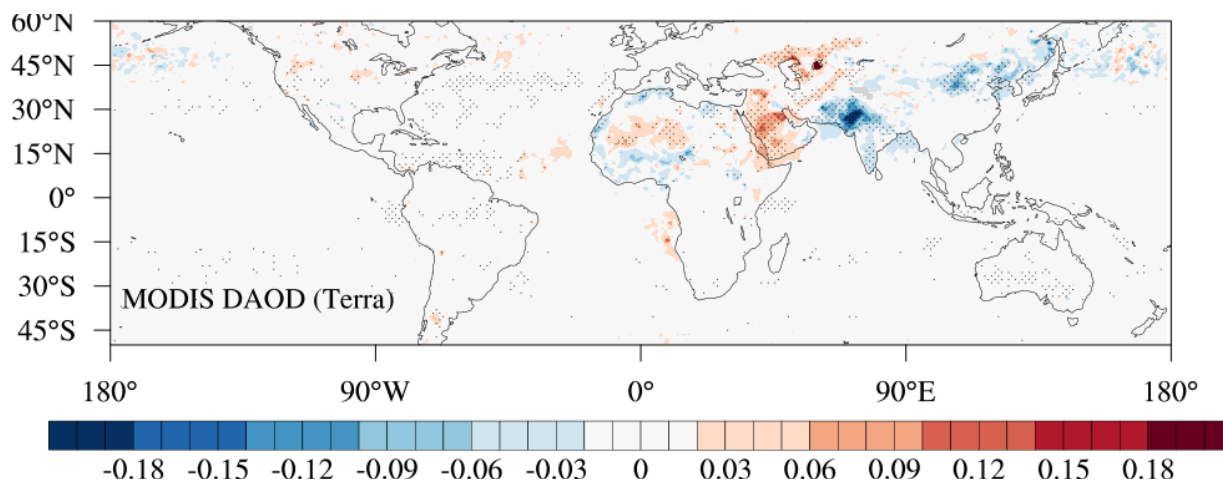 60°N
45°N
30°N
15°N
0°
15°S
30°S
45°S
MODIS DAOD (Terra)
180° 90°W 0° 90°E 180°
-0.18 -0.15 -0.12 -0.09 -0.06 -0.03 0 0.03 0.06 0.09 0.12 0.15 0.18